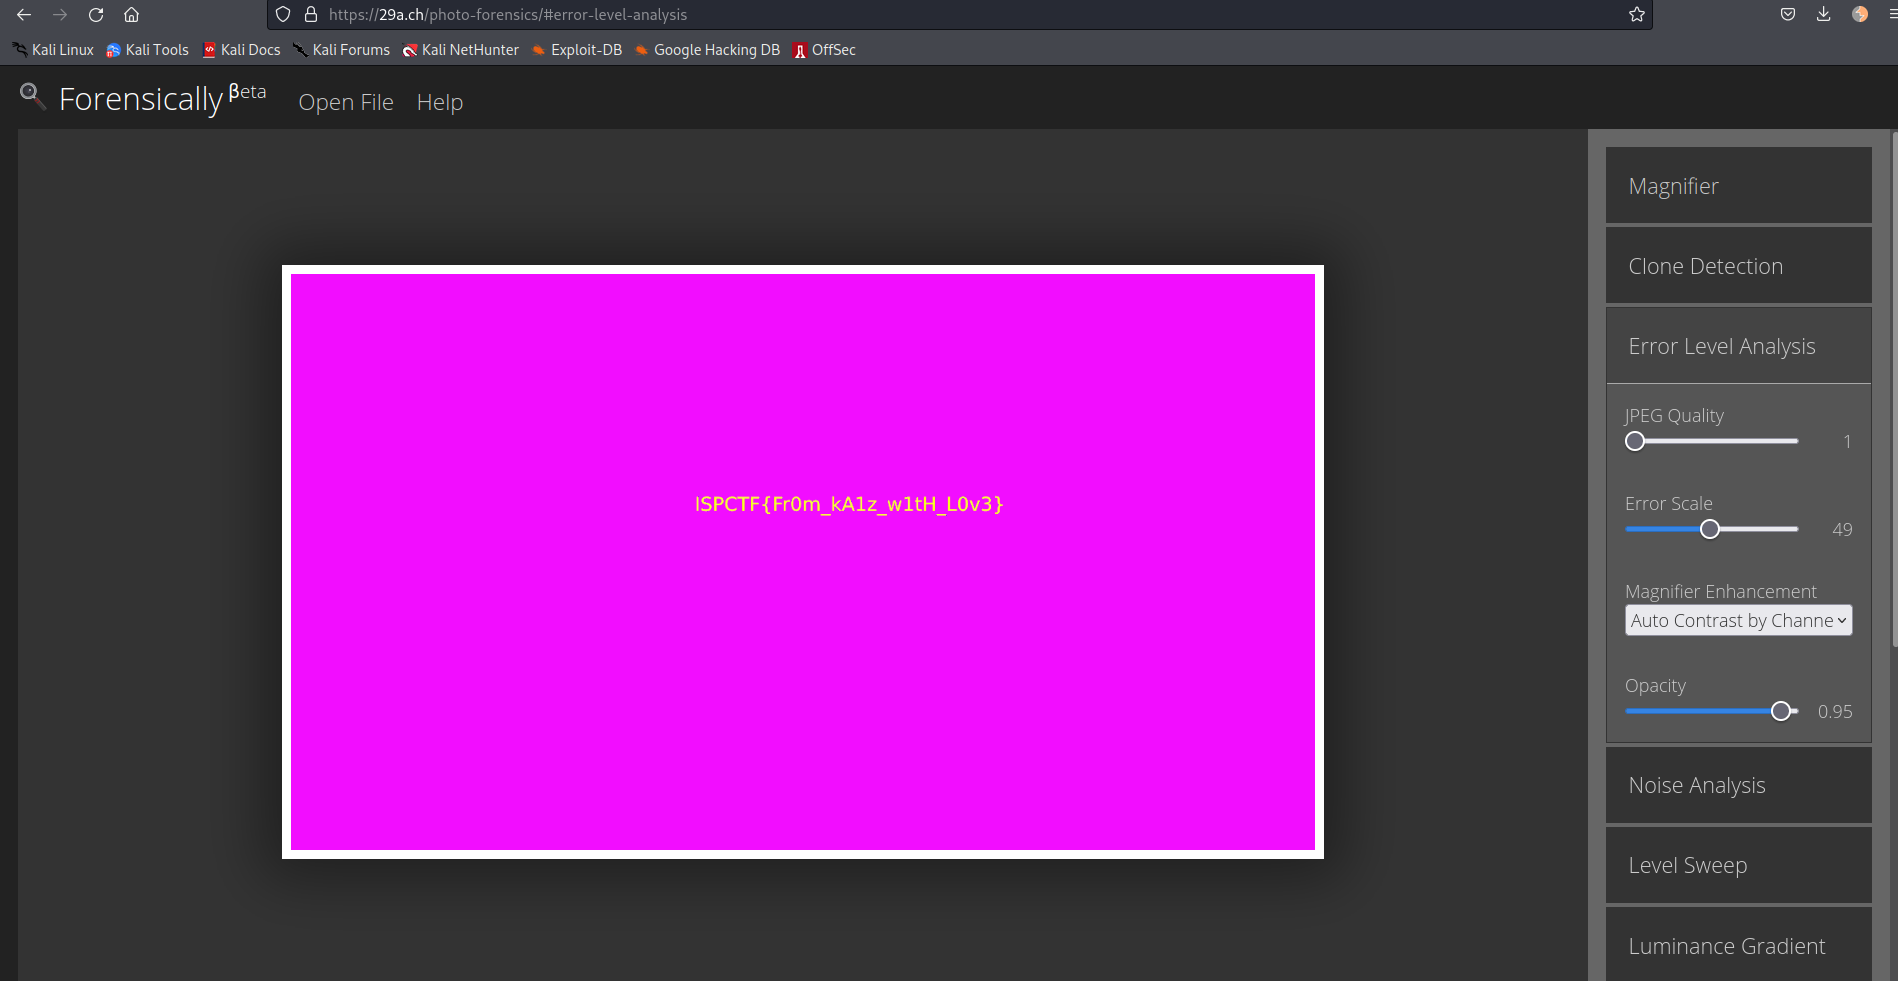 https://29a.ch/photo-forensics/#error-level-analysis
Kali Linux Kali Tools Kali Docs Kali Forums Kali NetHunter Exploit-DB Google Hacking DB OffSec
Forensically βeta Open File Help
Magnifier
Clone Detection
Error Level Analysis
JPEG Quality
1
ISPCTF{Fr0m_kA1z_w1tH_L0v3}
Error Scale
49
Magnifier Enhancement
Auto Contrast by Channe
Opacity
0.95
Noise Analysis
Level Sweep
Luminance Gradient